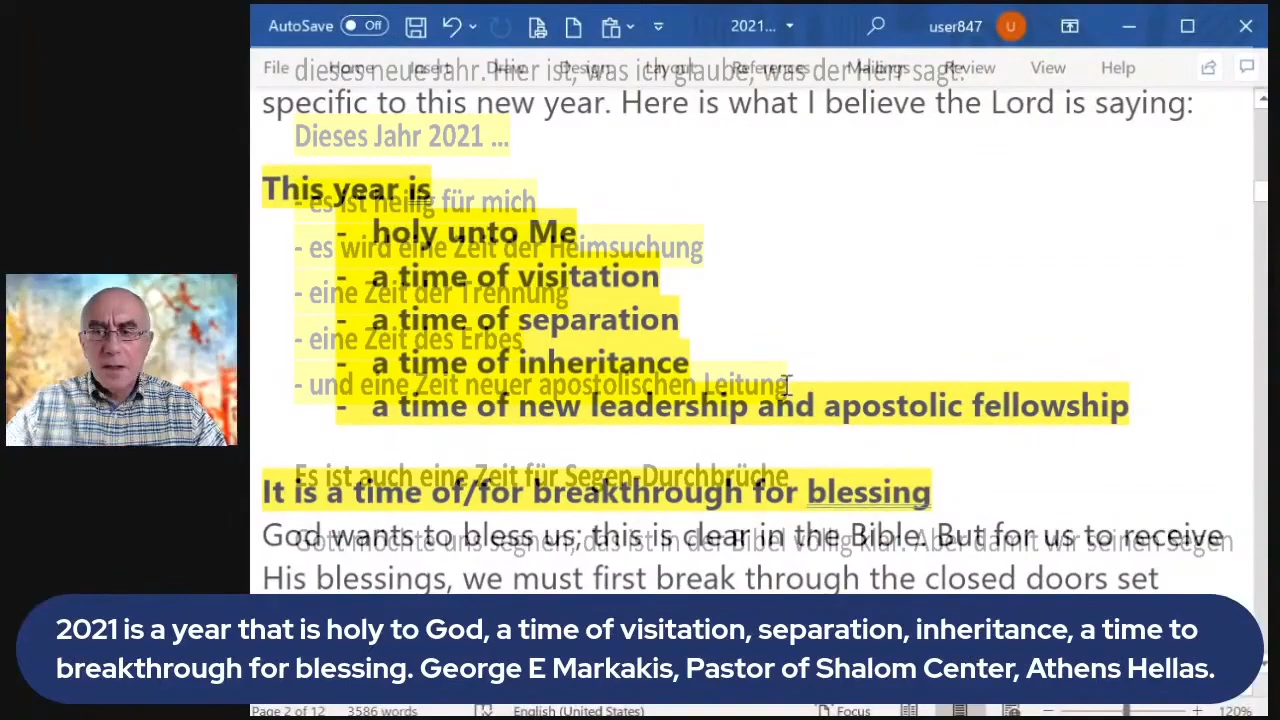 AutoSave Off 2021... user847 U
File Home Insert Draw Design Layout References Mailings Review View Help
dieses neue Jahr. Hier ist, was ich glaube, was der Herr sagt:
specific to this new year. Here is what I believe the Lord is saying:
Dieses Jahr 2021 ...
This year is
- es ist heilig für mich
- holy unto Me
- es wird eine Zeit der Heimsuchung
- a time of visitation
- eine Zeit der Trennung
- a time of separation
- eine Zeit des Erbes
- a time of inheritance
- und eine Zeit neuer apostolischen Leitung
- a time of new leadership and apostolic fellowship
Es ist auch eine Zeit für Segen-Durchbrüche
It is a time of/for breakthrough for blessing
God wants to bless us; this is clear in the Bible. But for us to receive
Gott möchte uns segnen, das ist in der Bibel völlig klar. Aber damit wir seinen Segen
His blessings, we must first break through the closed doors set
2021 is a year that is holy to God, a time of visitation, separation, inheritance, a time to
breakthrough for blessing. George E Markakis, Pastor of Shalom Center, Athens Hellas.
Page 2 of 12 3586 words English (United States) Focus 120%